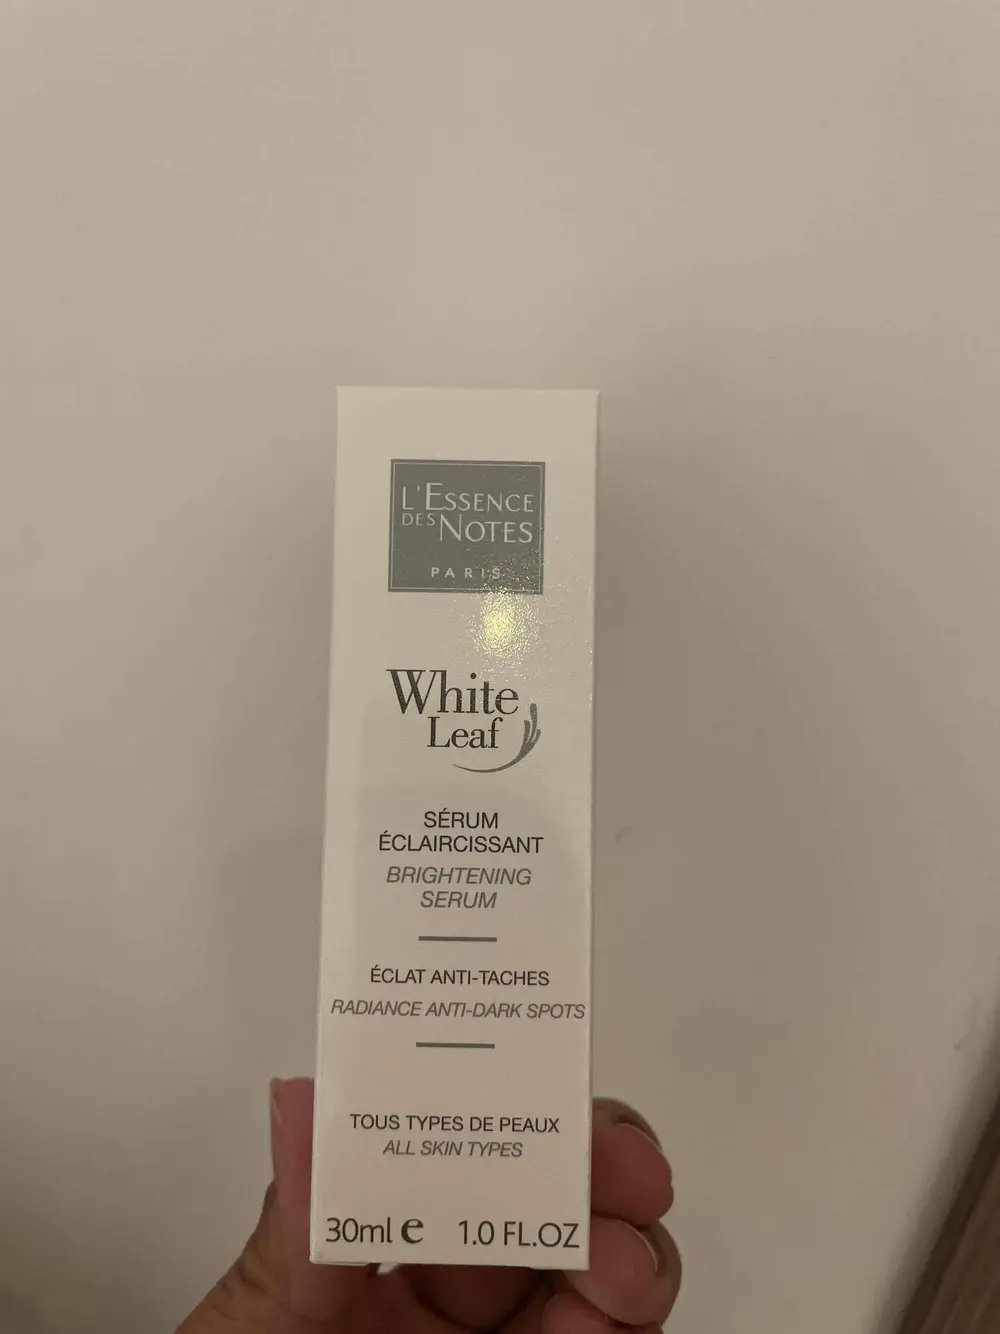 L'ESSENCE
DES NOTES
PARIS
White
Leaf
SÉRUM
ÉCLAIRCISSANT
BRIGHTENING
SERUM
ÉCLAT ANTI-TACHES
RADIANCE ANTI-DARK SPOTS
TOUS TYPES DE PEAUX
ALL SKIN TYPES
30ml e 1.0 FL.OZ